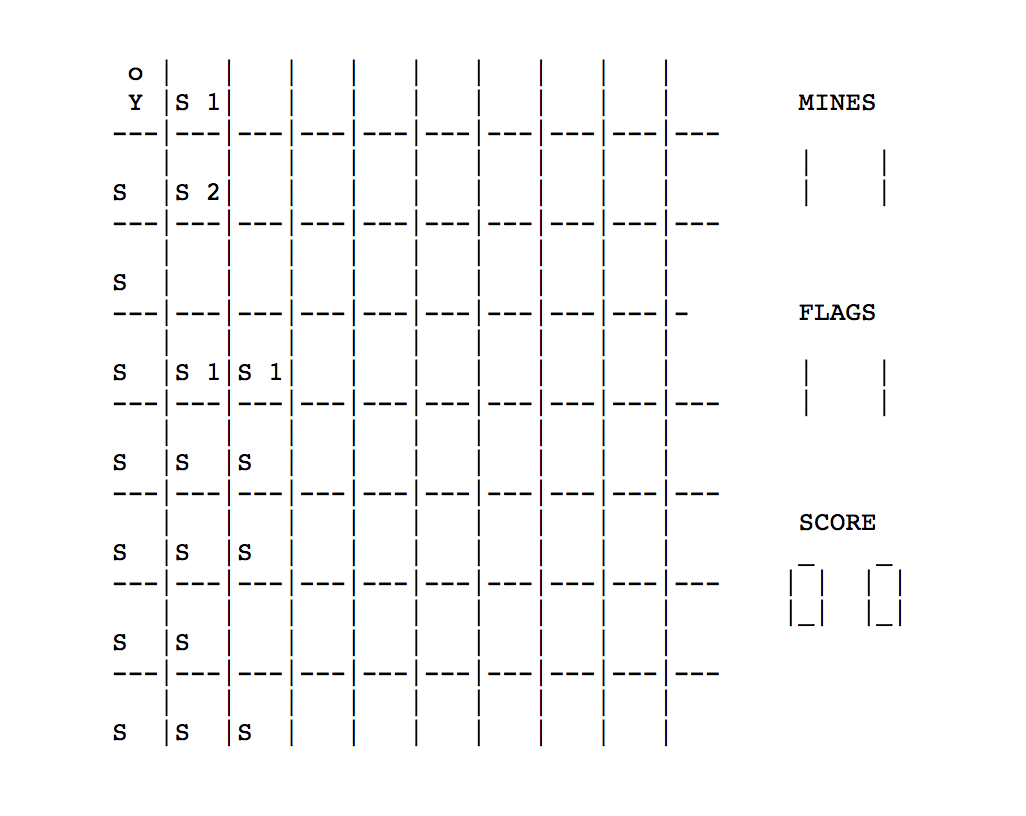 o |   |   |   |   |   |   |   |   |
 Y |S 1|   |   |   |   |   |   |   |        MINES
---|---|---|---|---|---|---|---|---|---
   |   |   |   |   |   |   |   |   |        |    |
S  |S 2|   |   |   |   |   |   |   |        |    |
---|---|---|---|---|---|---|---|---|---
   |   |   |   |   |   |   |   |   |
S  |   |   |   |   |   |   |   |   |
---|---|---|---|---|---|---|---|---|-       FLAGS
   |   |   |   |   |   |   |   |   |
S  |S 1|S 1|   |   |   |   |   |   |        |    |
---|---|---|---|---|---|---|---|---|---     |    |
   |   |   |   |   |   |   |   |   |
S  |S  |S  |   |   |   |   |   |   |
---|---|---|---|---|---|---|---|---|---
   |   |   |   |   |   |   |   |   |        SCORE
S  |S  |S  |   |   |   |   |   |   |        _    _
---|---|---|---|---|---|---|---|---|---    | |  | |
   |   |   |   |   |   |   |   |   |       |_|  |_|
S  |S  |   |   |   |   |   |   |   |
---|---|---|---|---|---|---|---|---|---
   |   |   |   |   |   |   |   |   |
S  |S  |S  |   |   |   |   |   |   |